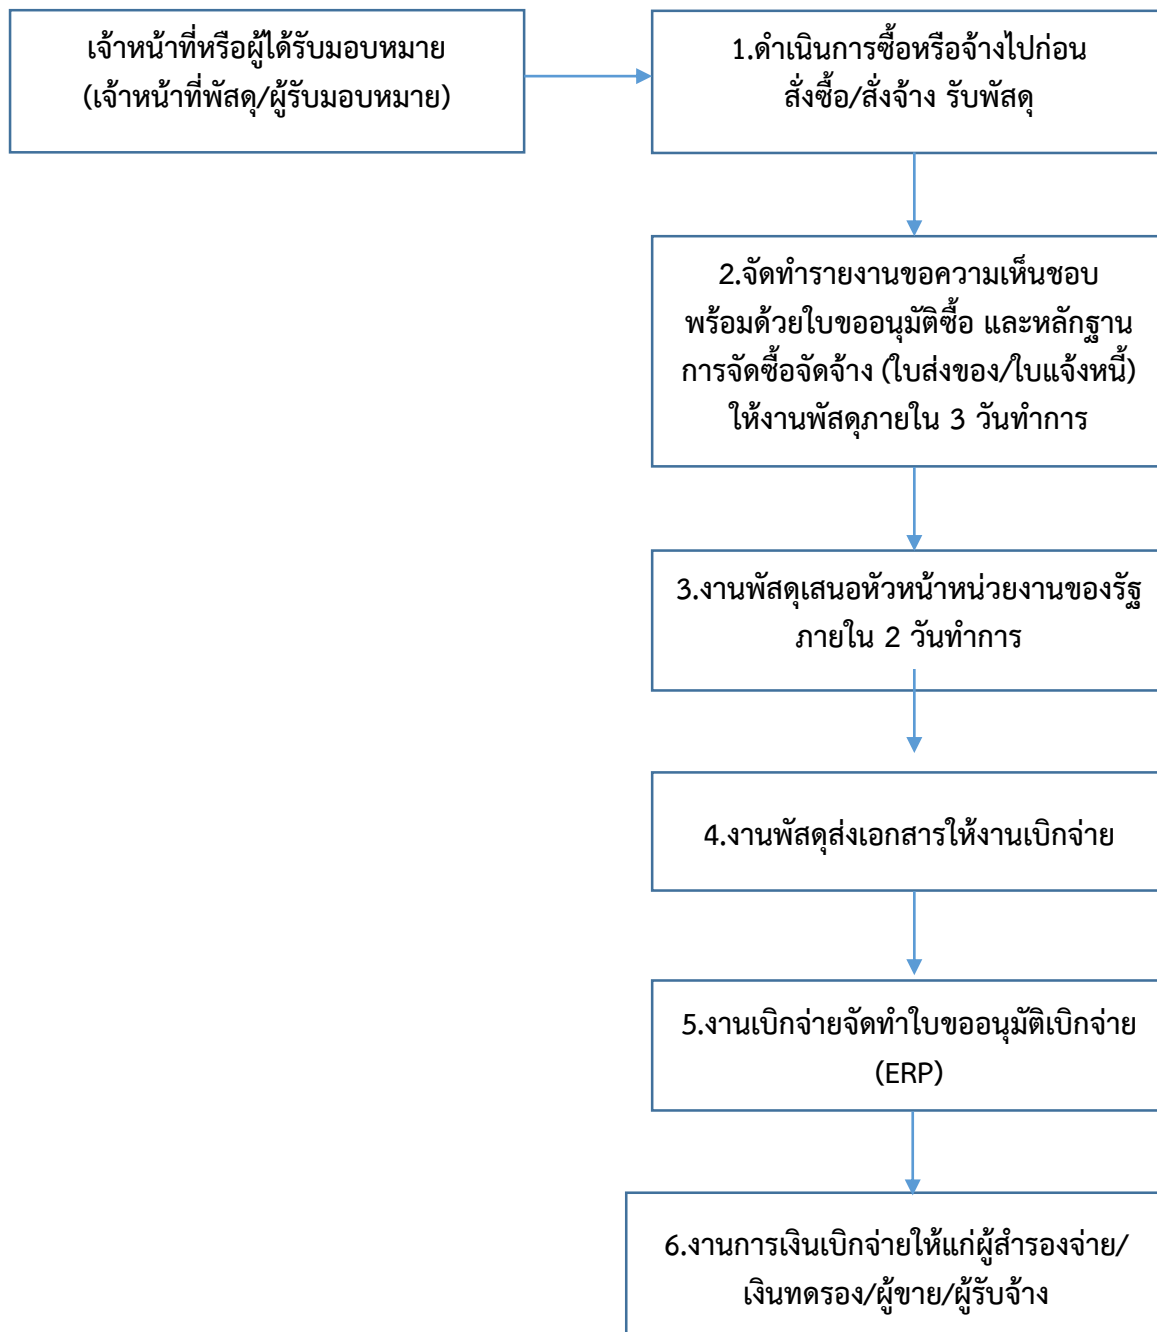 เจ้าหน้าที่หรือผู้ได้รับมอบหมาย
(เจ้าหน้าที่พัสดุ/ผู้รับมอบหมาย)
1.ดำเนินการซื้อหรือจ้างไปก่อน
สั่งซื้อ/สั่งจ้าง รับพัสดุ
2.จัดทำรายงานขอความเห็นชอบ
พร้อมด้วยใบขออนุมัติซื้อ และหลักฐาน
การจัดซื้อจัดจ้าง (ใบส่งของ/ใบแจ้งหนี้)
ให้งานพัสดุภายใน 3 วันทำการ
3.งานพัสดุเสนอหัวหน้าหน่วยงานของรัฐ
ภายใน 2 วันทำการ
4.งานพัสดุส่งเอกสารให้งานเบิกจ่าย
5.งานเบิกจ่ายจัดทำใบขออนุมัติเบิกจ่าย
(ERP)
6.งานการเงินเบิกจ่ายให้แก่ผู้สำรองจ่าย/
เงินทดรอง/ผู้ขาย/ผู้รับจ้าง